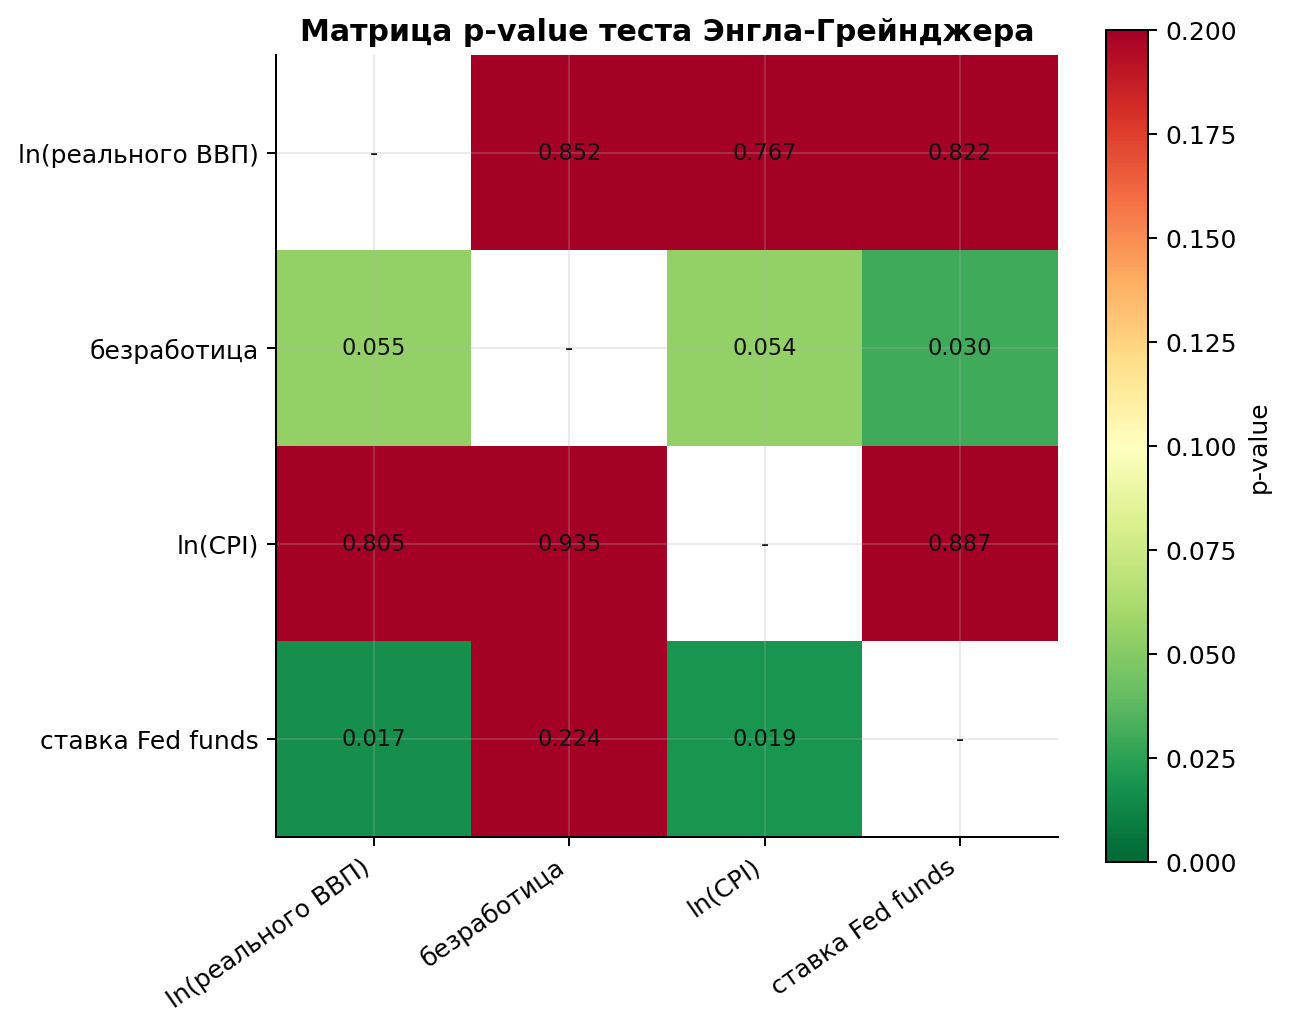 Матрица p-value теста Энгла-Грейнджера
ln(реального ВВП)
-
0.852
0.767
0.822
безработица
0.055
-
0.054
0.030
ln(CPI)
0.805
0.935
-
0.887
ставка Fed funds
0.017
0.224
0.019
-
ln(реального ВВП)
безработица
ln(CPI)
ставка Fed funds
0.200
0.175
0.150
0.125
0.100
0.075
0.050
0.025
0.000
p-value